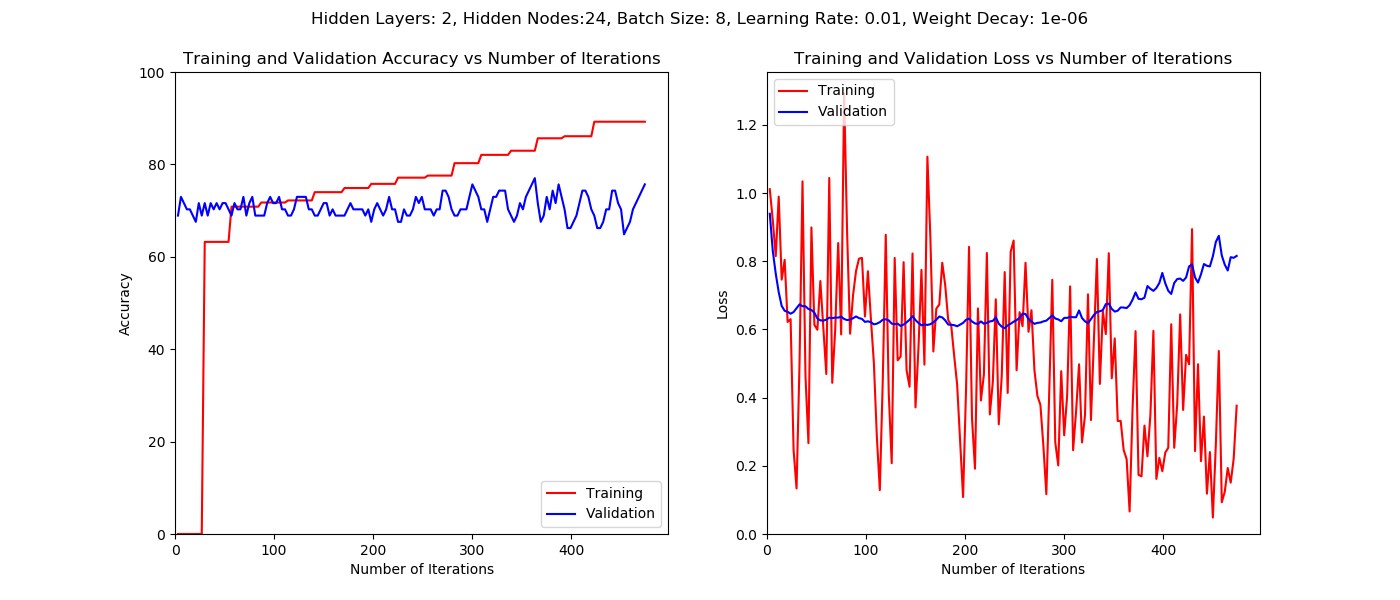 Hidden Layers: 2, Hidden Nodes:24, Batch Size: 8, Learning Rate: 0.01, Weight Decay: 1e-06
Training and Validation Accuracy vs Number of Iterations
100
80
60
40
20
0
Accuracy
0 100 200 300 400
Number of Iterations
Training
Validation
Training and Validation Loss vs Number of Iterations
Training
Validation
1.2
1.0
0.8
0.6
0.4
0.2
0.0
Loss
0 100 200 300 400
Number of Iterations